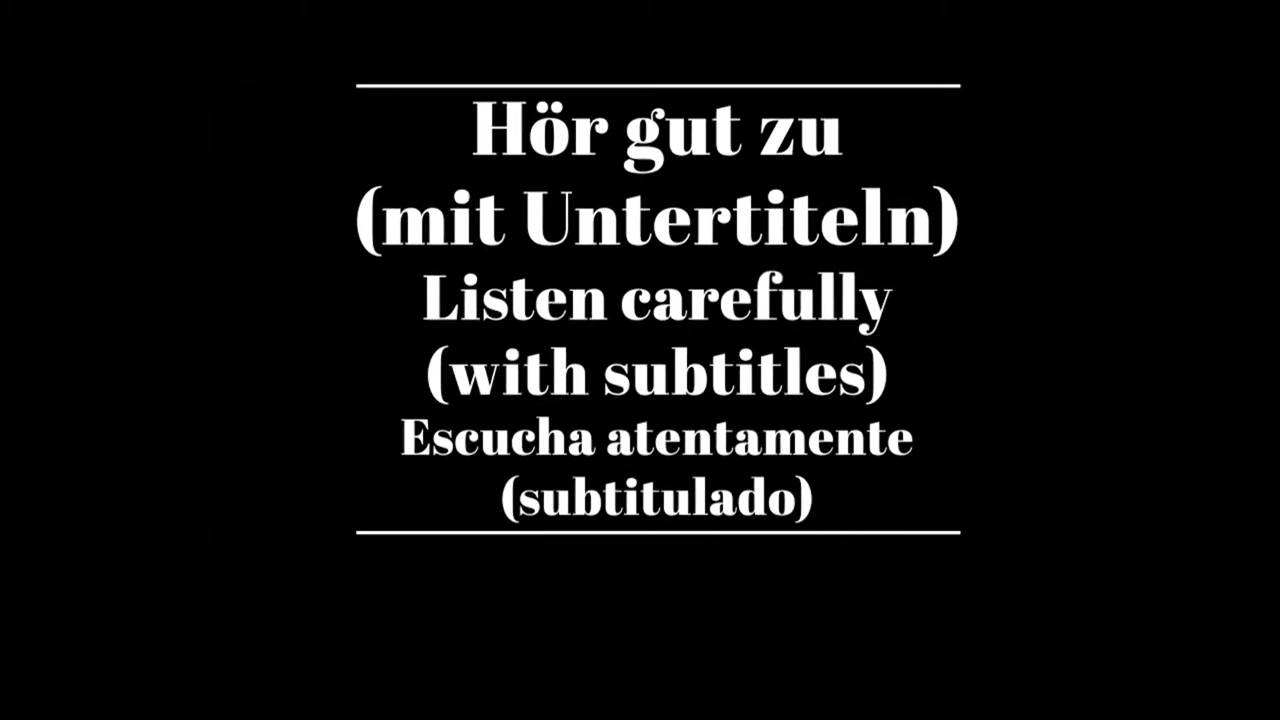 Hör gut zu
(mit Untertiteln)
Listen carefully
(with subtitles)
Escucha atentamente
(subtitulado)